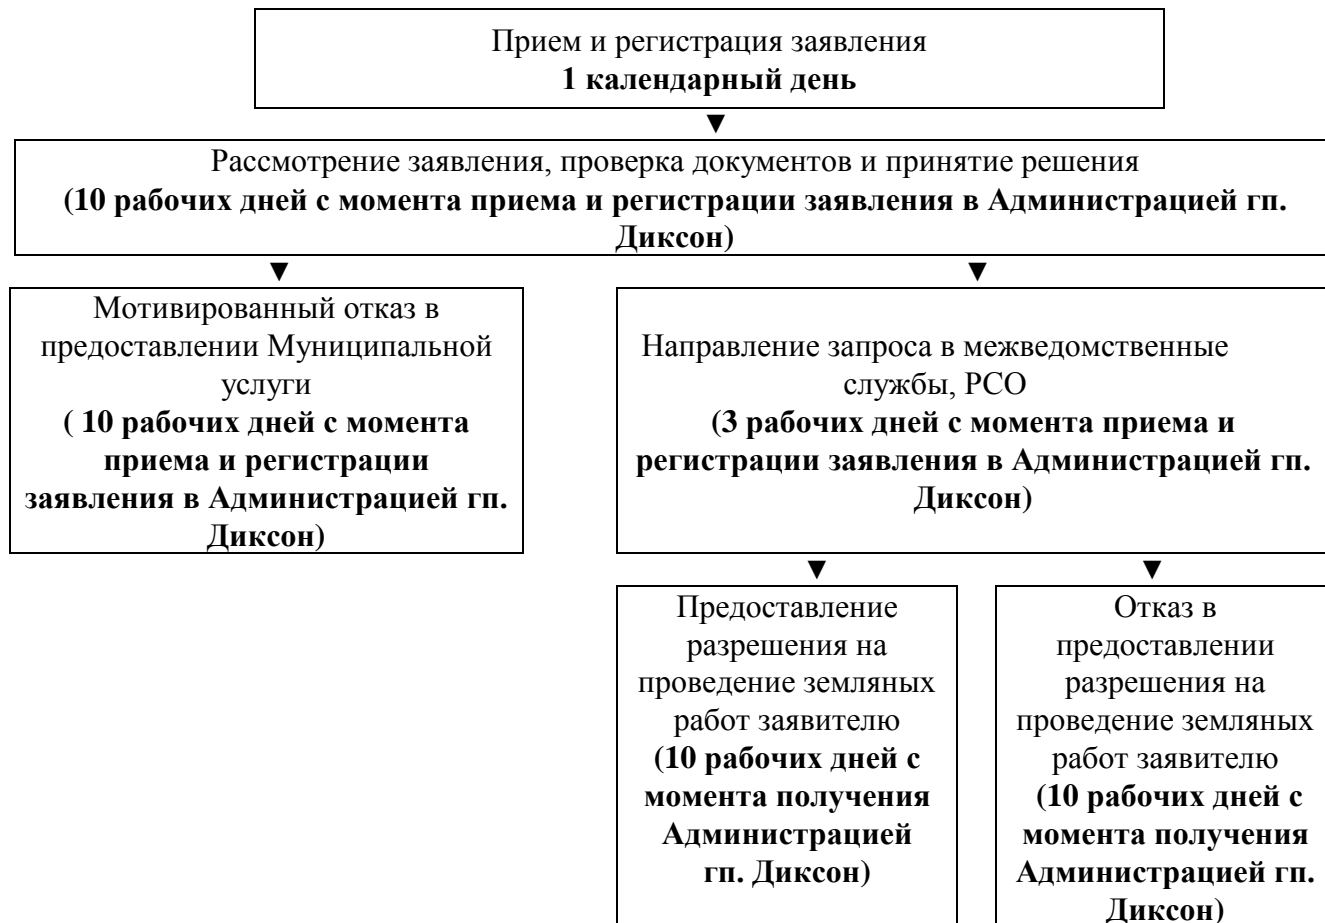 Прием и регистрация заявления
1 календарный день
▼
Рассмотрение заявления, проверка документов и принятие решения
(10 рабочих дней с момента приема и регистрации заявления в Администрацией гп.
Диксон)
▼
▼
Мотивированный отказ в
предоставлении Муниципальной
услуги
( 10 рабочих дней с момента
приема и регистрации
заявления в Администрацией гп.
Диксон)
Направление запроса в межведомственные
службы, РСО
(3 рабочих дней с момента приема и
регистрации заявления в Администрацией гп.
Диксон)
▼
▼
Предоставление
разрешения на
проведение земляных
работ заявителю
(10 рабочих дней с
момента получения
Администрацией
гп. Диксон)
Отказ в
предоставлении
разрешения на
проведение земляных
работ заявителю
(10 рабочих дней с
момента получения
Администрацией гп.
Диксон)